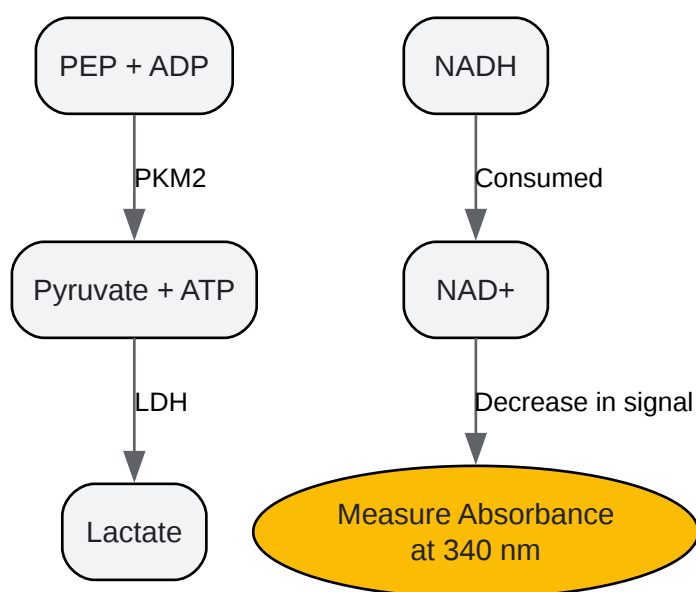 PEP + ADP
NADH
PKM2
Consumed
Pyruvate + ATP
NAD+
LDH
Decrease in signal
Lactate
Measure Absorbance
at 340 nm